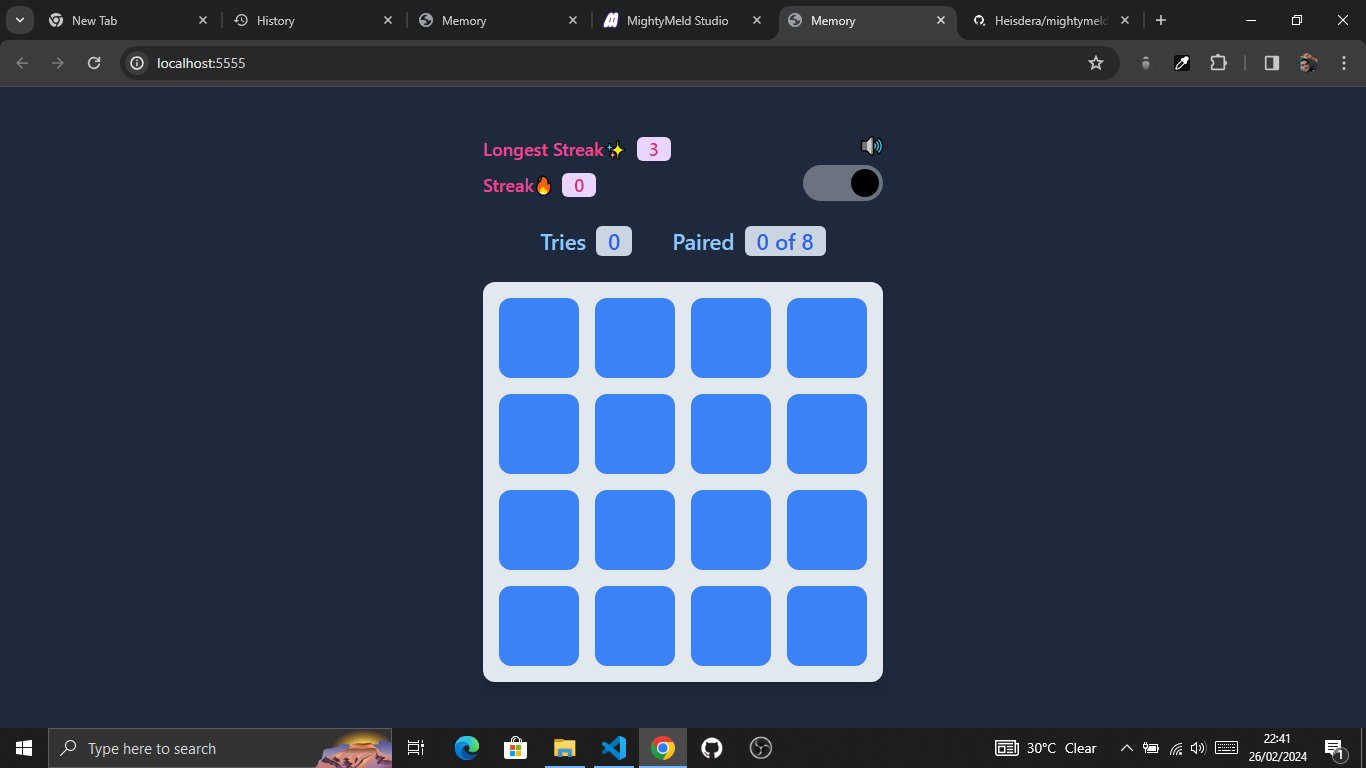 New Tab
History
Memory
MightyMeld Studio
Memory
Heisdera/mightymeld
localhost:5555
Longest Streak✨ 3
Streak🔥 0
Tries 0 Paired 0 of 8
Type here to search
30°C Clear
22:41
26/02/2024
1